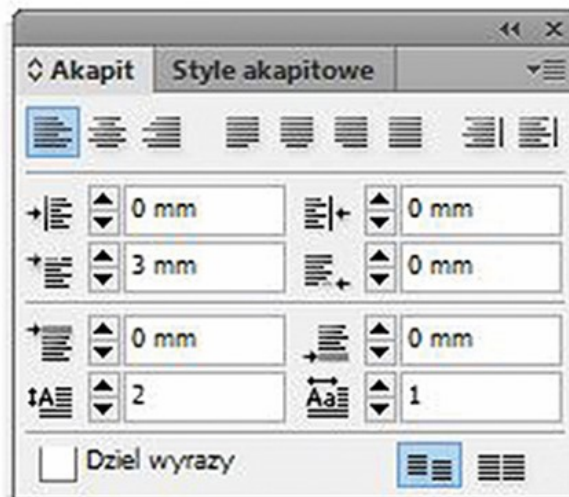 Akapit Style akapitowe
0 mm 0 mm
3 mm 0 mm
0 mm 0 mm
2 1
Dziel wyrazy